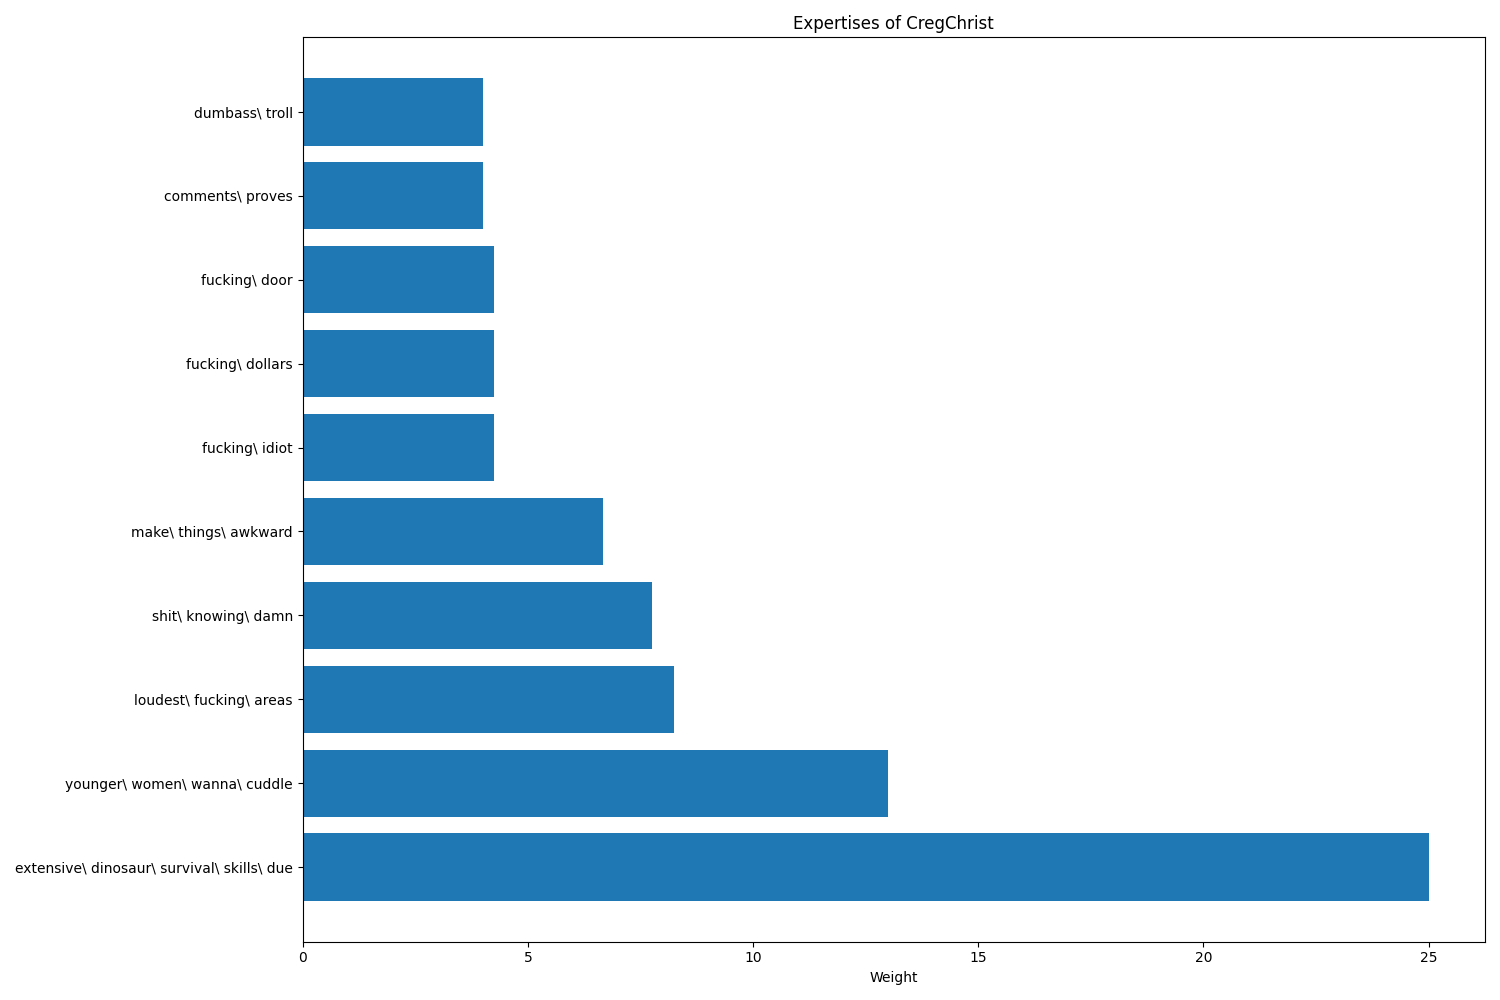 Expertises of CregChrist
dumbass\ troll
comments\ proves
fucking\ door
fucking\ dollars
fucking\ idiot
make\ things\ awkward
shit\ knowing\ damn
loudest\ fucking\ areas
younger\ women\ wanna\ cuddle
extensive\ dinosaur\ survival\ skills\ due
0 5 10 15 20 25
Weight